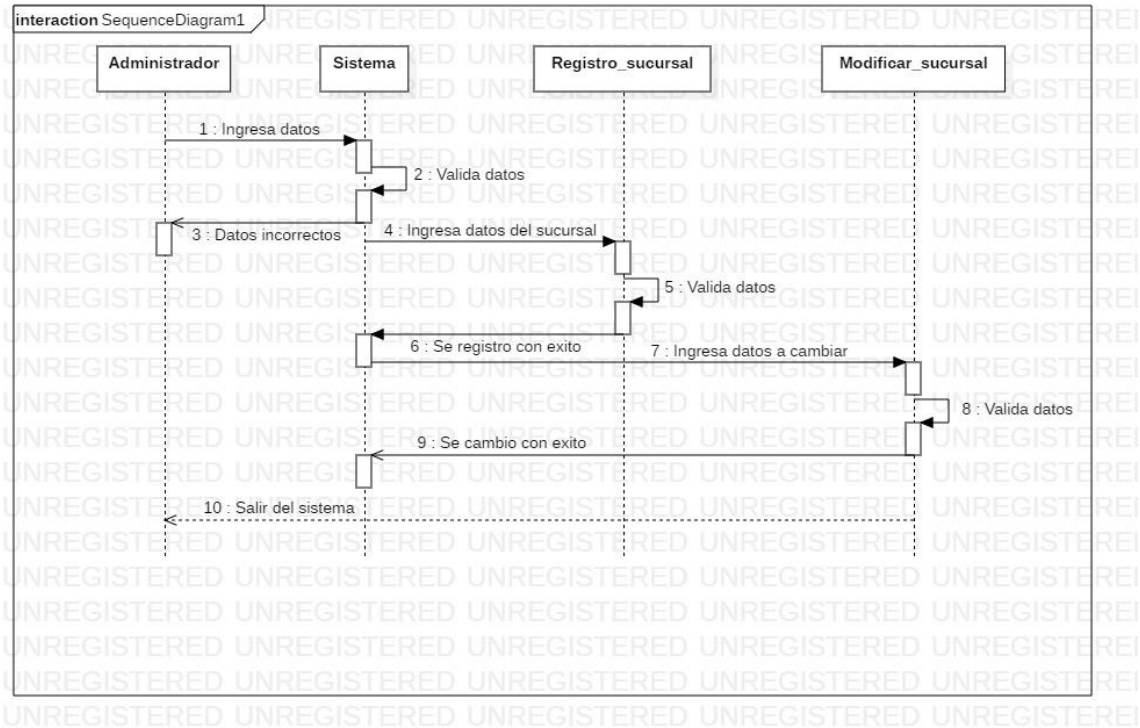 interaction SequenceDiagram1
Administrador
Sistema
Registro_sucursal
Modificar_sucursal
1 : Ingresa datos
2 : Valida datos
3 : Datos incorrectos
4 : Ingresa datos del sucursal
5 : Valida datos
6 : Se registro con exito
7 : Ingresa datos a cambiar
8 : Valida datos
9 : Se cambio con exito
10 : Salir del sistema
UNREGISTERED